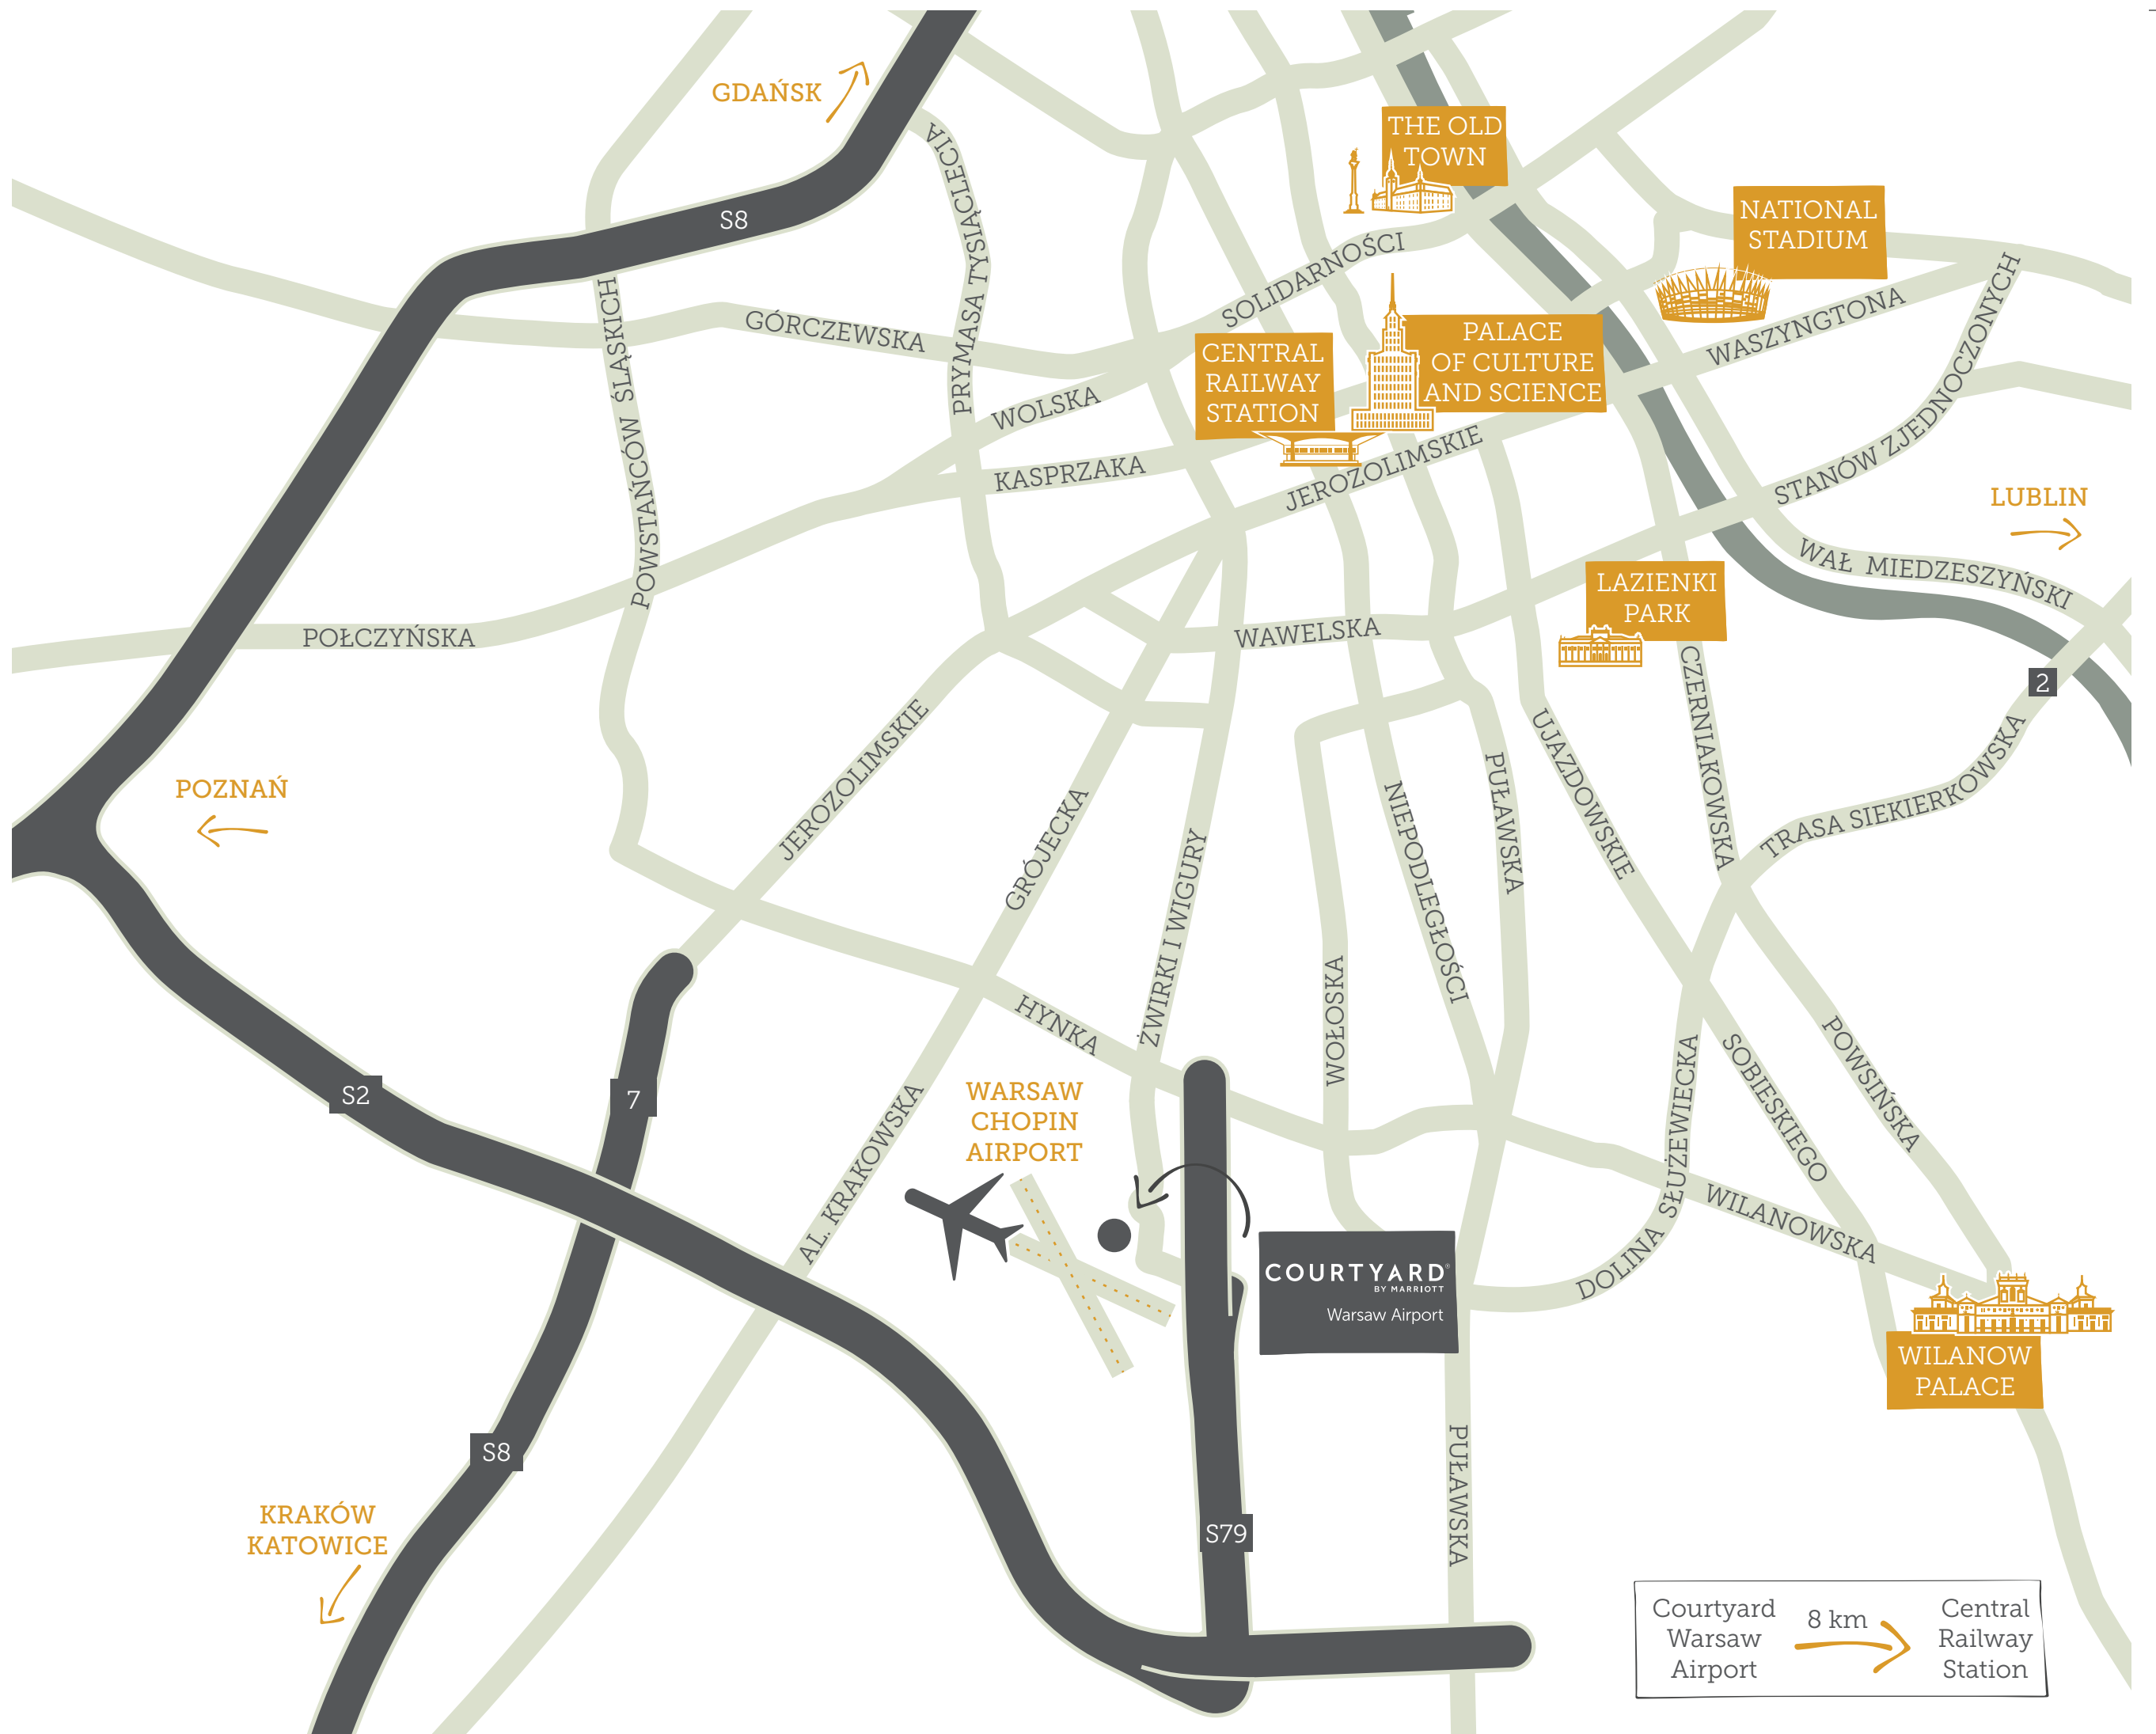 GDAŃSK
S8
THE OLD
TOWN
NATIONAL
STADIUM
PRYMASA TYSIĄCLECIA
SOLIDARNOŚCI
GÓRCZEWSKA
POWSTAŃCÓW ŚLĄSKICH
CENTRAL
RAILWAY
STATION
PALACE
OF CULTURE
AND SCIENCE
WASZYNGTONA
WOLSKA
KASPRZAKA
JEROZOLIMSKIE
STANÓW ZJEDNOCZONYCH
LUBLIN
WAŁ MIEDZESZYŃSKI
LAZIENKI
PARK
POŁCZYŃSKA
WAWELSKA
2
CZERNIAKOWSKA
TRASA SIEKIERKOWSKA
UJAZDOWSKIE
PUŁAWSKA
NIEPODLEGŁOŚCI
JEROZOLIMSKIE
GRÓJECKA
ŻWIRKI I WIGURY
POZNAŃ
WOŁOSKA
HYNKA
S2
7
WARSAW
CHOPIN
AIRPORT
AL. KRAKOWSKA
DOLINA SŁUŻEWIECKA
SOBIESKIEGO
POWSIŃSKA
WILANOWSKA
COURTYARD®
BY MARRIOTT
Warsaw Airport
WILANOW
PALACE
S8
PUŁAWSKA
KRAKÓW
KATOWICE
S79
Courtyard
Warsaw
Airport
8 km
Central
Railway
Station